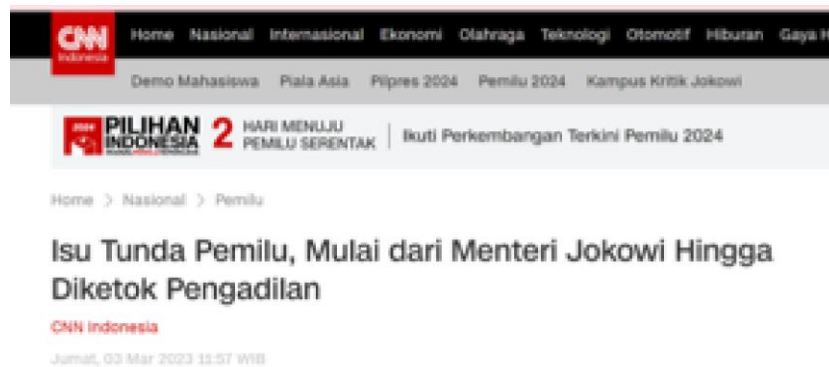 CNN
Indonesia
Home Nasional Internasional Ekonomi Olahraga Teknologi Otomotif Hiburan Gaya H
Demo Mahasiswa Piala Asia Pilpres 2024 Pemilu 2024 Kampus Kritik Jokowi
2024 PILIHAN INDONESIA 2 HARI MENUJU PEMILU SERENTAK | Ikuti Perkembangan Terkini Pemilu 2024
Home > Nasional > Pemilu
Isu Tunda Pemilu, Mulai dari Menteri Jokowi Hingga
Diketok Pengadilan
CNN Indonesia
Jumat, 03 Mar 2023 11:57 WIB